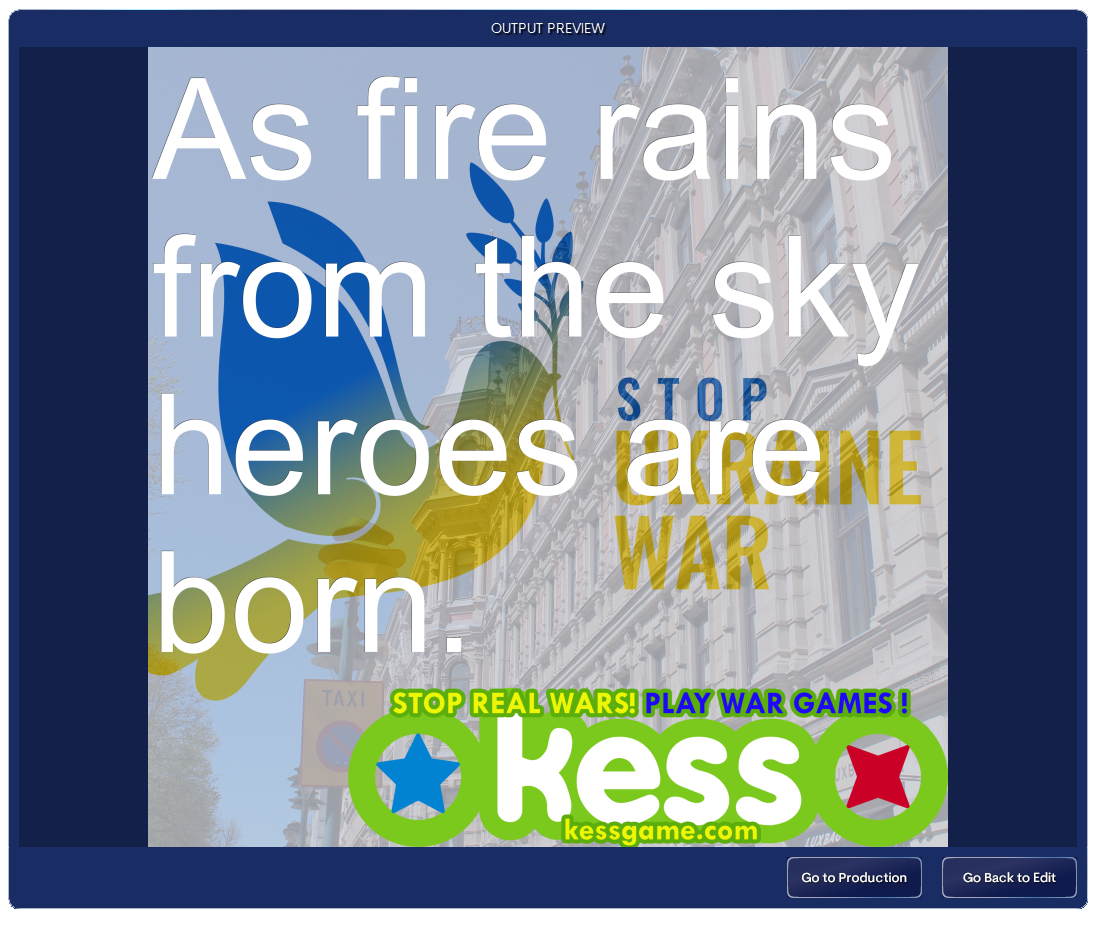 OUTPUT PREVIEW
As fire rains
from the sky
heroes are
born.
STOP
UKRAINE
WAR
TAXI
STOP REAL WARS! PLAY WAR GAMES !
kess
kessgame.com
Go to Production
Go Back to Edit